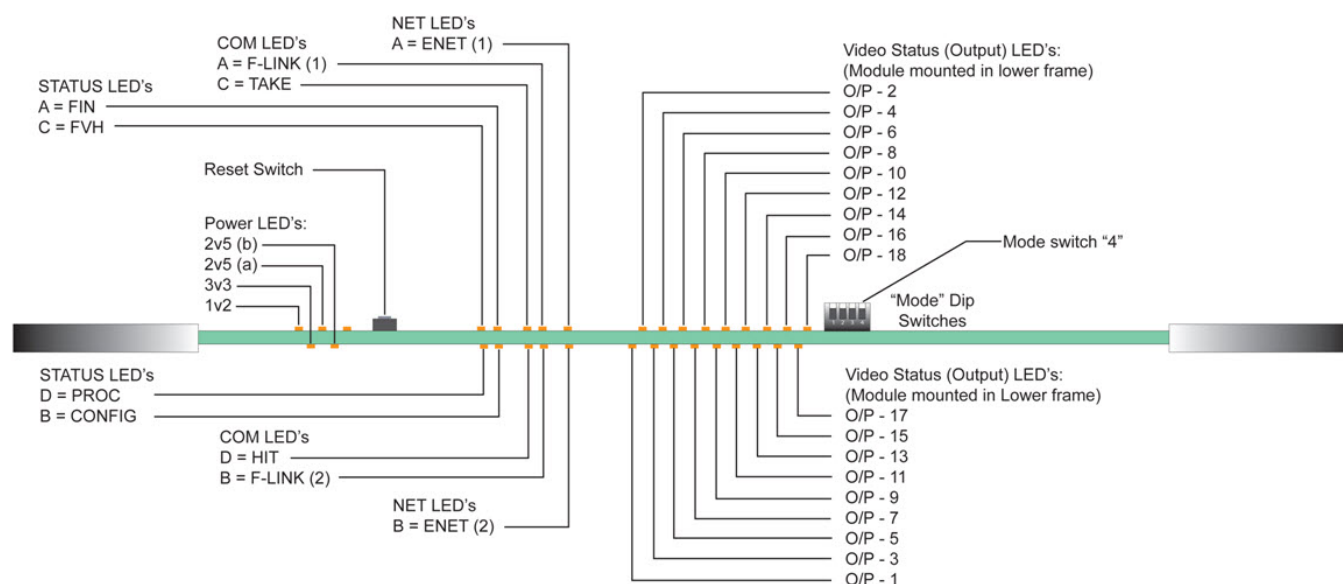 NET LED's
A = ENET (1)
COM LED's
A = F-LINK (1)
C = TAKE
STATUS LED's
A = FIN
C = FVH
Reset Switch
Power LED's:
2v5 (b)
2v5 (a)
3v3
1v2
Video Status (Output) LED's:
(Module mounted in lower frame)
O/P - 2
O/P - 4
O/P - 6
O/P - 8
O/P - 10
O/P - 12
O/P - 14
O/P - 16
O/P - 18
Mode switch "4"
"Mode" Dip
Switches
1 2 3 4
STATUS LED's
D = PROC
B = CONFIG
COM LED's
D = HIT
B = F-LINK (2)
NET LED's
B = ENET (2)
Video Status (Output) LED's:
(Module mounted in Lower frame)
O/P - 17
O/P - 15
O/P - 13
O/P - 11
O/P - 9
O/P - 7
O/P - 5
O/P - 3
O/P - 1